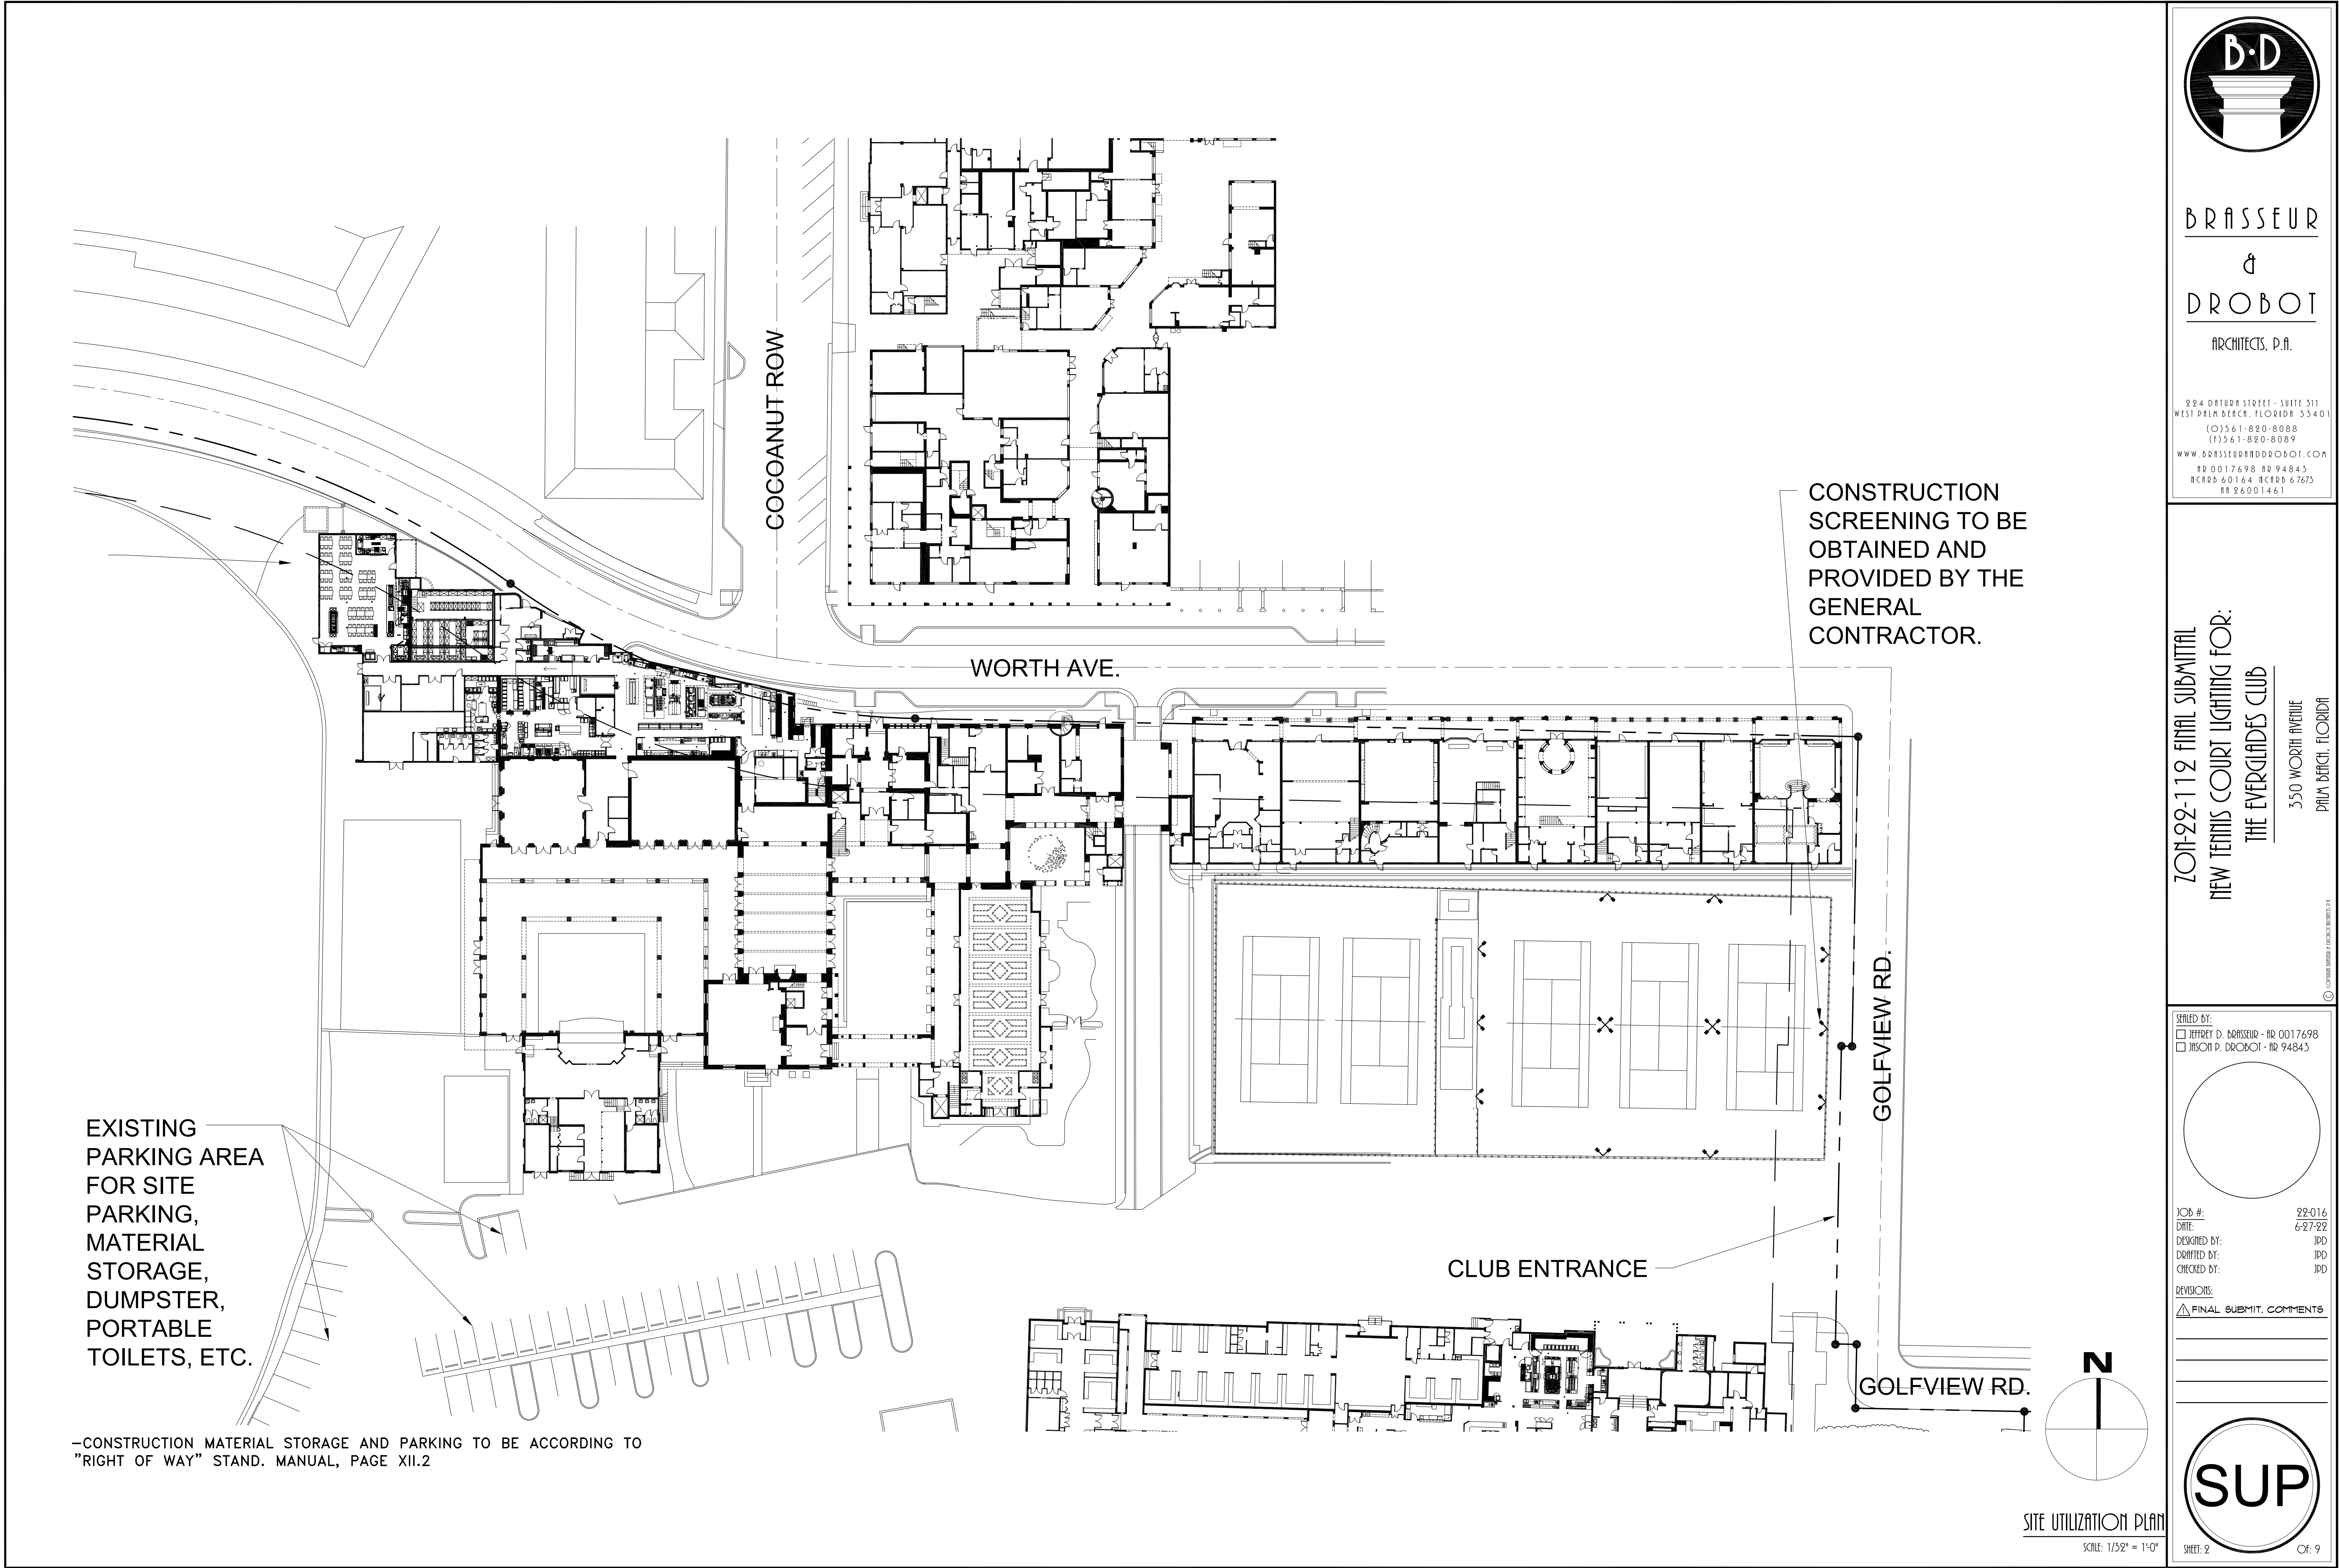 COCOANUT ROW
WORTH AVE.
CONSTRUCTION
SCREENING TO BE
OBTAINED AND
PROVIDED BY THE
GENERAL
CONTRACTOR.
GOLFVIEW RD.
EXISTING
PARKING AREA
FOR SITE
PARKING,
MATERIAL
STORAGE,
DUMPSTER,
PORTABLE
TOILETS, ETC.
CLUB ENTRANCE
GOLFVIEW RD.
N
-CONSTRUCTION MATERIAL STORAGE AND PARKING TO BE ACCORDING TO
"RIGHT OF WAY" STAND. MANUAL, PAGE XII.2
SITE UTILIZATION PLAN
SCALE: 1/32" = 1'-0"
B·D
BRASSEUR
&
DROBOT
ARCHITECTS, P.A.
224 DATURA STREET - SUITE 311
WEST PALM BEACH, FLORIDA 33401
(O)561-820-8088
(f)561-820-8089
WWW.BRASSEURANDDROBOT.COM
AR 0017698 AR 94843
NCARB 60164 NCARB 67673
AA 26001461
ZON-22-112 FINAL SUBMITTAL
NEW TENNIS COURT LIGHTING FOR:
THE EVERGLADES CLUB
350 WORTH AVENUE
PALM BEACH, FLORIDA
© COPYRIGHT BRASSEUR & DROBOT ARCHITECTS, P.A.
SEALED BY:
JEFFREY D. BRASSEUR - AR 0017698
JASON P. DROBOT - AR 94843
JOB #: 22-016
DATE: 6-27-22
DESIGNED BY: JPD
DRAFTED BY: JPD
CHECKED BY: JPD
REVISIONS:
1 FINAL SUBMIT. COMMENTS
SUP
SHEET: 2 OF: 9